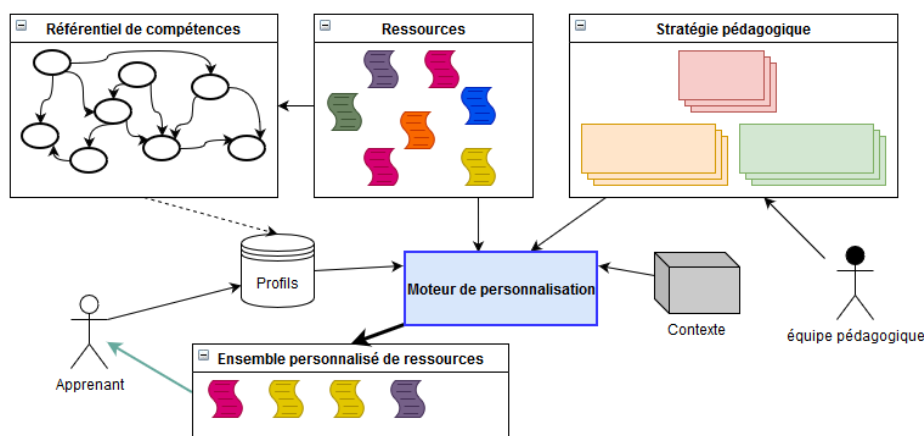 Référentiel de compétences
Ressources
Stratégie pédagogique
Profils
Moteur de personnalisation
Contexte
équipe pédagogique
Apprenant
Ensemble personnalisé de ressources